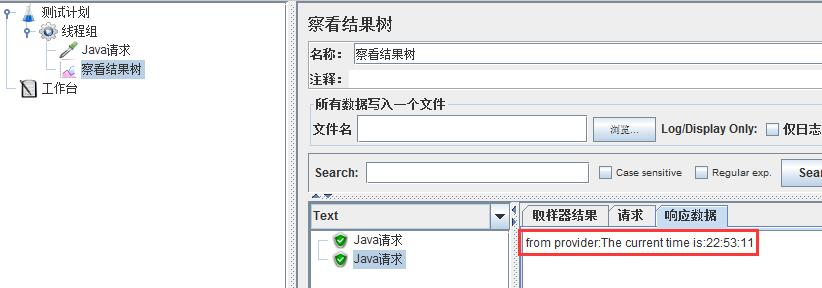 测试计划
线程组
Java请求
察看结果树
工作台
察看结果树
名称： 察看结果树
注释：
所有数据写入一个文件
文件名 浏览... Log/Display Only: 仅日志
Search: Case sensitive Regular exp. Sear
Text
Java请求
Java请求
取样器结果 请求 响应数据
from provider:The current time is:22:53:11